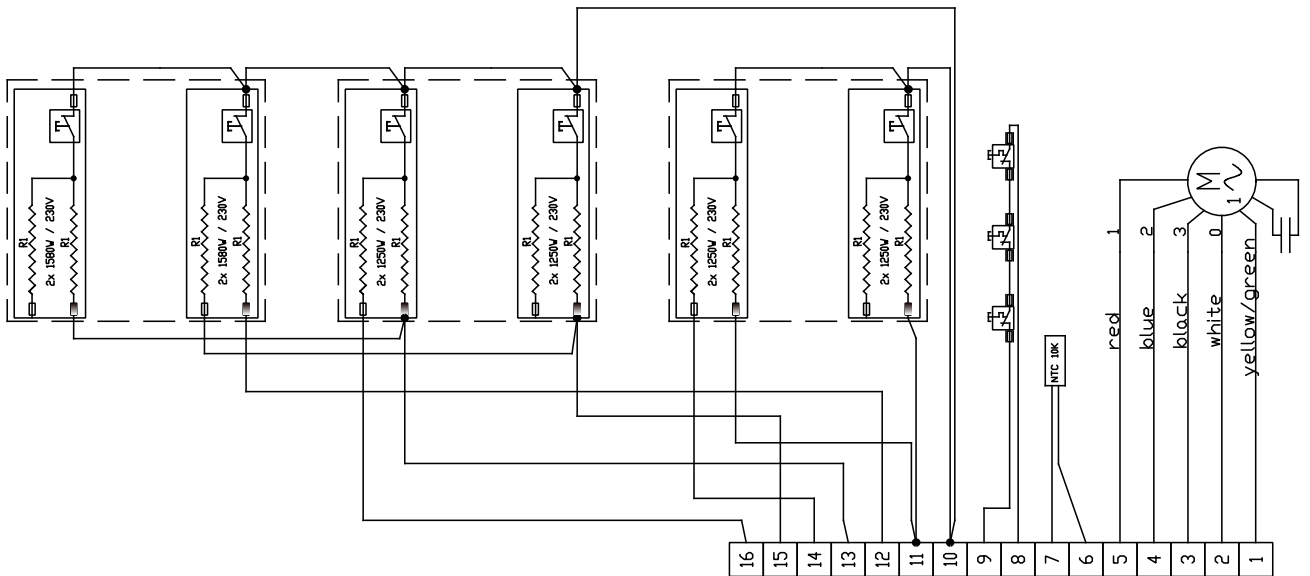 R1
2x 1580W / 230V
R1
R1
2x 1580W / 230V
R1
R1
2x 1250W / 230V
R1
R1
2x 1250W / 230V
R1
R1
2x 1250W / 230V
R1
R1
2x 1250W / 230V
R1
NTC 10K
M
1
1
2
3
0
red
blue
black
white
yellow/green
16
15
14
13
12
11
10
9
8
7
6
5
4
3
2
1